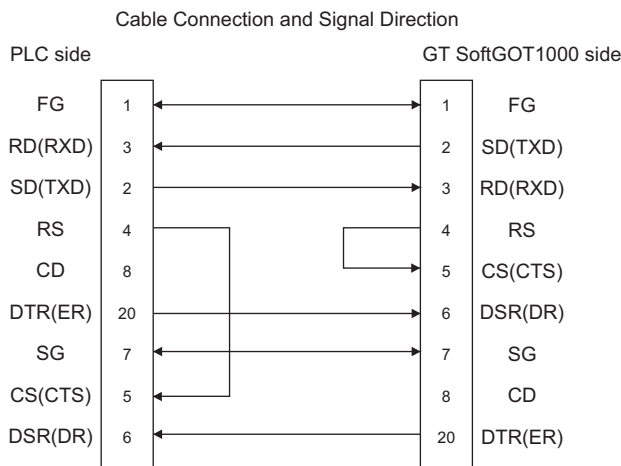 Cable Connection and Signal Direction
PLC side GT SoftGOT1000 side
FG 1 1 FG
RD(RXD) 3 2 SD(TXD)
SD(TXD) 2 3 RD(RXD)
RS 4 4 RS
CD 8 5 CS(CTS)
DTR(ER) 20 6 DSR(DR)
SG 7 7 SG
CS(CTS) 5 8 CD
DSR(DR) 6 20 DTR(ER)